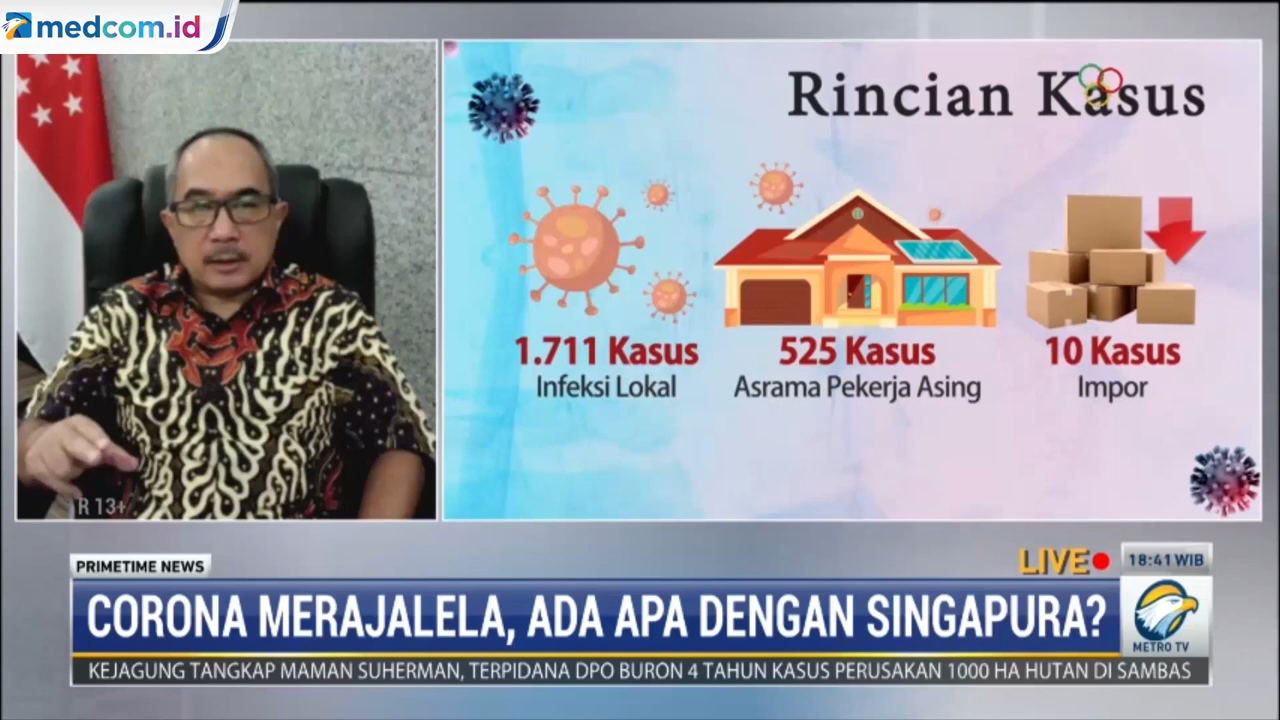 medcom.id
Rincian Kasus
1.711 Kasus
Infeksi Lokal
525 Kasus
Asrama Pekerja Asing
10 Kasus
Impor
R 13+
PRIMETIME NEWS
LIVE
18:41 WIB
CORONA MERAJALELA, ADA APA DENGAN SINGAPURA?
METRO TV
KEJAGUNG TANGKAP MAMAN SUHERMAN, TERPIDANA DPO BURON 4 TAHUN KASUS PERUSAKAN 1000 HA HUTAN DI SAMBAS